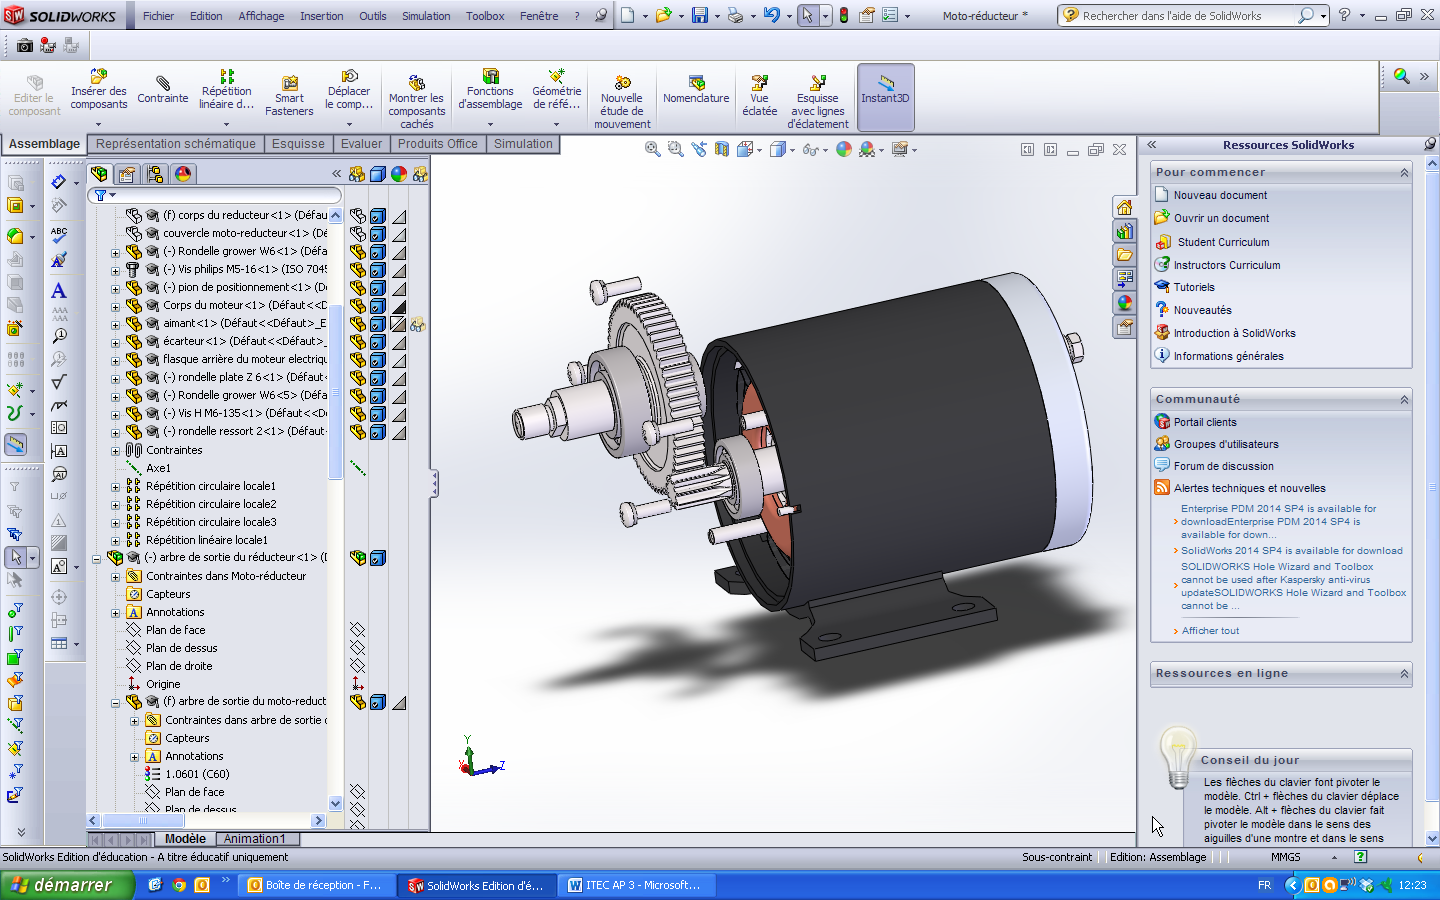 SOLIDWORKS
Fichier Edition Affichage Insertion Outils Simulation Toolbox Fenêtre ?
Moto-réducteur *
Rechercher dans l'aide de SolidWorks
Editer le composant
Insérer des composants
Contrainte
Répétition linéaire d...
Smart Fasteners
Déplacer le comp...
Montrer les composants cachés
Fonctions d'assemblage
Géométrie de réfé...
Nouvelle étude de mouvement
Nomenclature
Vue éclatée
Esquisse avec lignes d'éclatement
Instant3D
Assemblage Représentation schématique Esquisse Evaluer Produits Office Simulation
(f) corps du reducteur<1> (Défau
couvercle moto-reducteur<1> (Dé
(-) Rondelle grower W6<1> (Défa
(-) Vis philips M5-16<1> (ISO 7045
(-) pion de positionnement<1> (D
Corps du moteur<1> (Défaut<<D
aimant<1> (Défaut<<Défaut>_E
écarteur<1> (Défaut<<Défaut>_
flasque arrière du moteur electriqu
(-) rondelle plate Z 6<1> (Défaut<
(-) Rondelle grower W6<5> (Défa
(-) Vis H M6-135<1> (Défaut<<D
(-) rondelle ressort 2<1> (Défaut
Contraintes
Axe1
Répétition circulaire locale1
Répétition circulaire locale2
Répétition circulaire locale3
Répétition linéaire locale1
(-) arbre de sortie du réducteur<1> (D
Contraintes dans Moto-réducteur
Capteurs
Annotations
Plan de face
Plan de dessus
Plan de droite
Origine
(f) arbre de sortie du moto-reduct
Contraintes dans arbre de sortie d
Capteurs
Annotations
1.0601 (C60)
Plan de face
Plan de dessus
Y
X
Z
Modèle Animation1
Ressources SolidWorks
Pour commencer
Nouveau document
Ouvrir un document
Student Curriculum
Instructors Curriculum
Tutoriels
Nouveautés
Introduction à SolidWorks
Informations générales
Communauté
Portail clients
Groupes d'utilisateurs
Forum de discussion
Alertes techniques et nouvelles
Enterprise PDM 2014 SP4 is available for
downloadEnterprise PDM 2014 SP4 is
available for down...
SolidWorks 2014 SP4 is available for download
SOLIDWORKS Hole Wizard and Toolbox
cannot be used after Kaspersky anti-virus
updateSOLIDWORKS Hole Wizard and Toolbox
cannot be ...
Afficher tout
Ressources en ligne
Conseil du jour
Les flèches du clavier font pivoter le
modèle. Ctrl + flèches du clavier déplace
le modèle. Alt + flèches du clavier fait
pivoter le modèle dans le sens des
aiguilles d'une montre et dans le sens
SolidWorks Edition d'éducation - A titre éducatif uniquement
Sous-contraint Edition: Assemblage MMGS
démarrer
Boîte de réception - F...
SolidWorks Edition d'é...
ITEC AP 3 - Microsoft...
FR
12:23